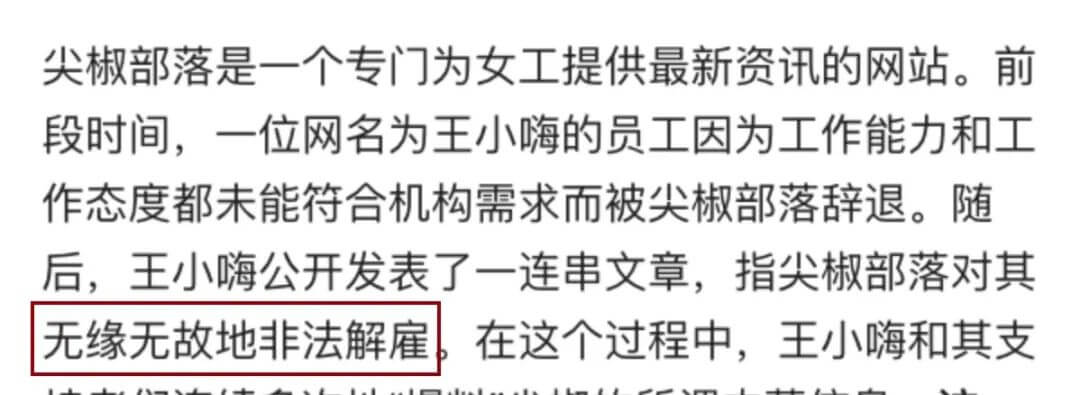 尖椒部落是一个专门为女工提供最新资讯的网站。前
段时间，一位网名为王小嗨的员工因为工作能力和工
作态度都未能符合机构需求而被尖椒部落辞退。随
后，王小嗨公开发表了一连串文章，指尖椒部落对其
无缘无故地非法解雇。在这个过程中，王小嗨和其支